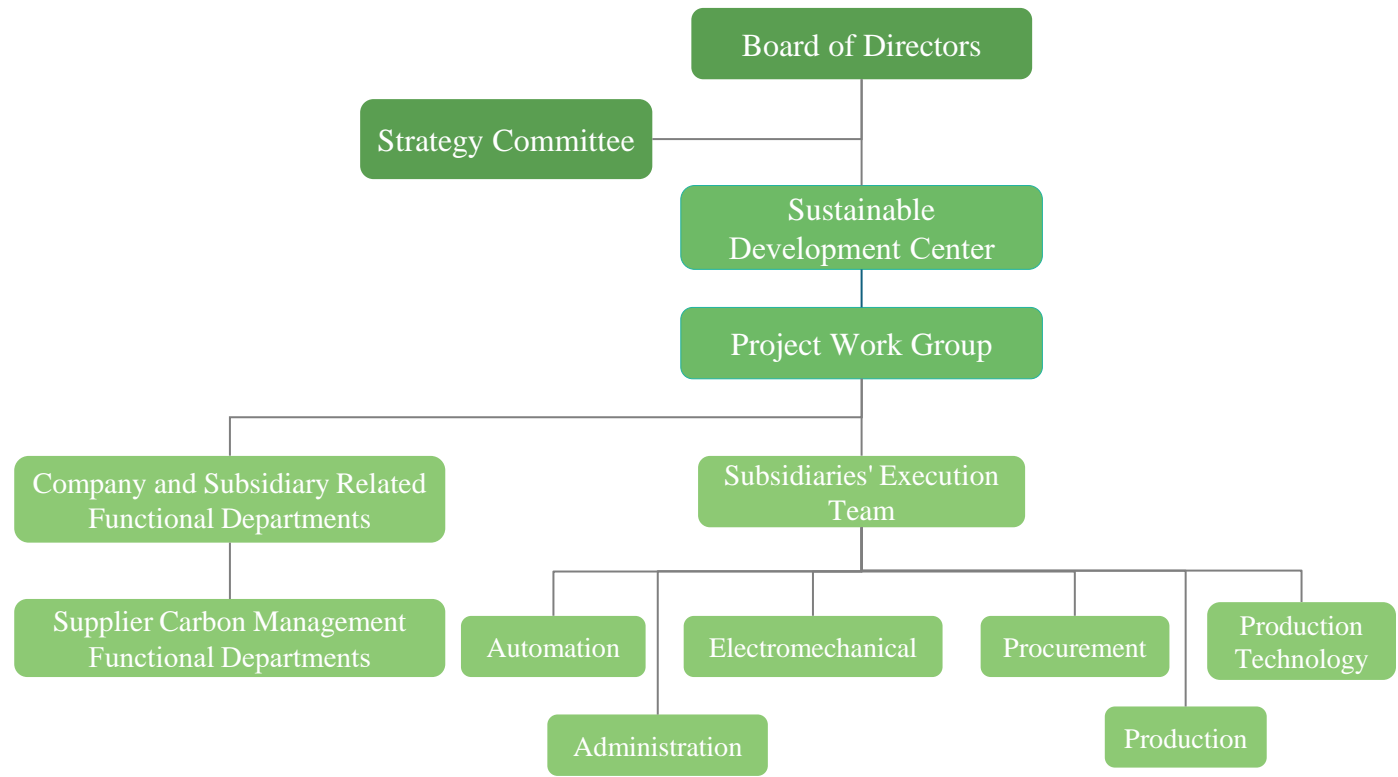 Board of Directors
Strategy Committee
Sustainable
Development Center
Project Work Group
Company and Subsidiary Related
Functional Departments
Subsidiaries' Execution
Team
Supplier Carbon Management
Functional Departments
Automation
Electromechanical
Procurement
Production
Technology
Administration
Production